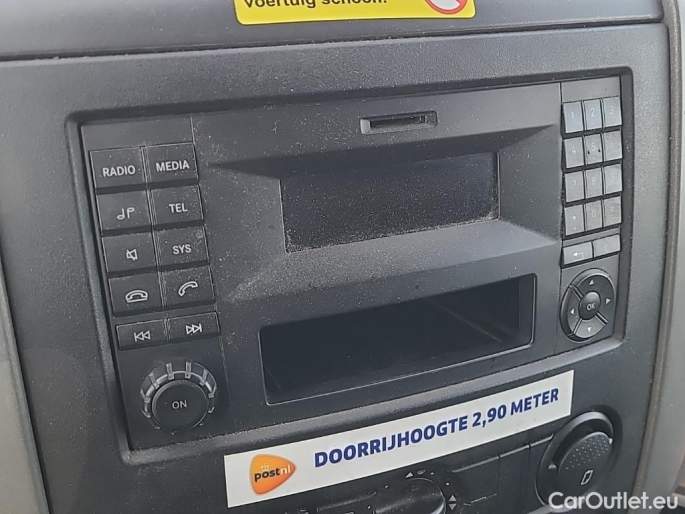 voertuig schoon!
RADIO
MEDIA
TEL
SYS
ON
OK
postnl
DOORRIJHOOGTE 2,90 METER
CarOutlet.eu